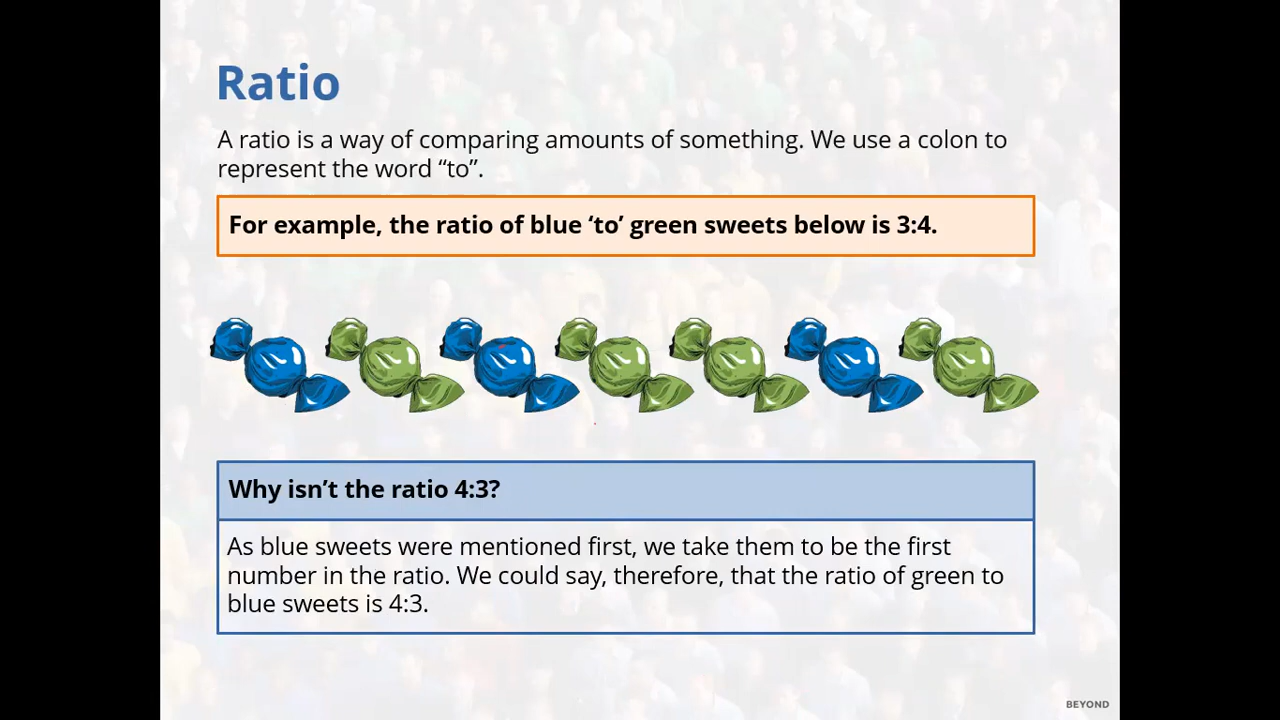 Ratio
A ratio is a way of comparing amounts of something. We use a colon to
represent the word “to”.
For example, the ratio of blue ‘to’ green sweets below is 3:4.
Why isn’t the ratio 4:3?
As blue sweets were mentioned first, we take them to be the first
number in the ratio. We could say, therefore, that the ratio of green to
blue sweets is 4:3.
BEYOND